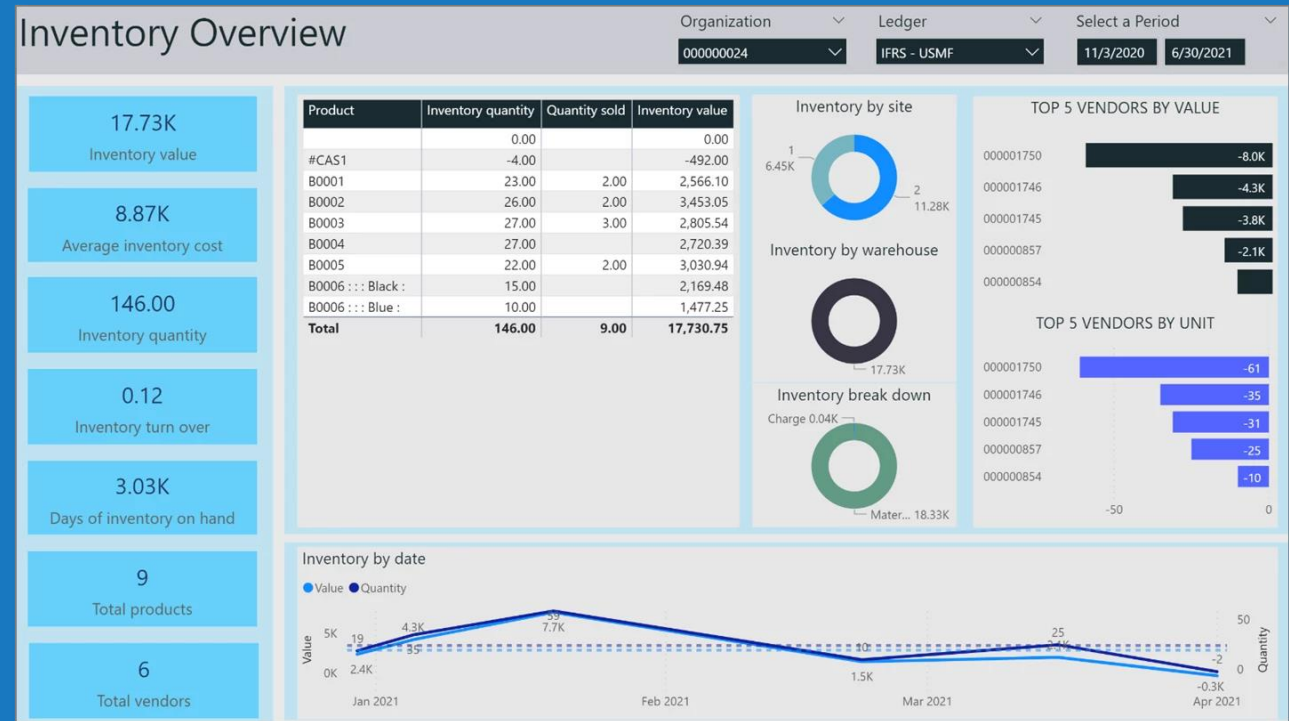 Inventory Overview
Organization
000000024
Ledger
IFRS - USMF
Select a Period
11/3/2020 6/30/2021
17.73K
Inventory value
8.87K
Average inventory cost
146.00
Inventory quantity
0.12
Inventory turn over
3.03K
Days of inventory on hand
9
Total products
6
Total vendors
Product Inventory quantity Quantity sold Inventory value
0.00 0.00
#CAS1 -4.00 -492.00
B0001 23.00 2.00 2,566.10
B0002 26.00 2.00 3,453.05
B0003 27.00 3.00 2,805.54
B0004 27.00 2,720.39
B0005 22.00 2.00 3,030.94
B0006 : : : Black : 15.00 2,169.48
B0006 : : : Blue : 10.00 1,477.25
Total 146.00 9.00 17,730.75
Inventory by site
1
6.45K
2
11.28K
Inventory by warehouse
17.73K
Inventory break down
Charge 0.04K
Mater... 18.33K
TOP 5 VENDORS BY VALUE
000001750 -8.0K
000001746 -4.3K
000001745 -3.8K
000000857 -2.1K
000000854
TOP 5 VENDORS BY UNIT
000001750 -61
000001746 -35
000001745 -31
000000857 -25
000000854 -10
-50 0
Inventory by date
Value Quantity
Value
5K
0K
19
2.4K
4.3K
35
59
7.7K
10
1.5K
25
-2
-0.3K
50
0
Quantity
Jan 2021 Feb 2021 Mar 2021 Apr 2021